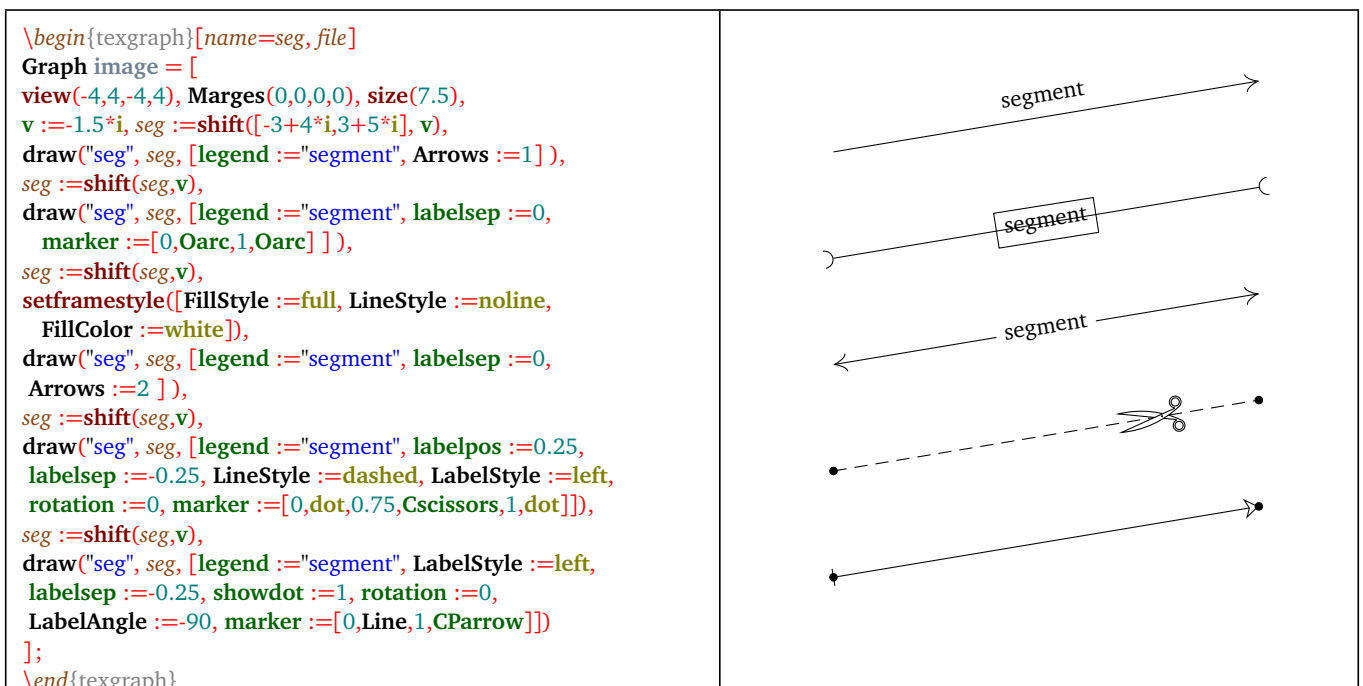 \begin{texgraph}[name=seg, file]
Graph image = [
view(-4,4,-4,4), Marges(0,0,0,0), size(7.5),
v :=-1.5*i, seg :=shift([-3+4*i,3+5*i], v),
draw("seg", seg, [legend :="segment", Arrows :=1] ),
seg :=shift(seg,v),
draw("seg", seg, [legend :="segment", labelsep :=0,
marker :=[0,Oarc,1,Oarc] ] ),
seg :=shift(seg,v),
setframestyle([FillStyle :=full, LineStyle :=noline,
FillColor :=white]),
draw("seg", seg, [legend :="segment", labelsep :=0,
Arrows :=2 ] ),
seg :=shift(seg,v),
draw("seg", seg, [legend :="segment", labelpos :=0.25,
labelsep :=-0.25, LineStyle :=dashed, LabelStyle :=left,
rotation :=0, marker :=[0,dot,0.75,Cscissors,1,dot]]),
seg :=shift(seg,v),
draw("seg", seg, [legend :="segment", LabelStyle :=left,
labelsep :=-0.25, showdot :=1, rotation :=0,
LabelAngle :=-90, marker :=[0,Line,1,CParrow]])
];
\end{texgraph}
segment
segment
segment